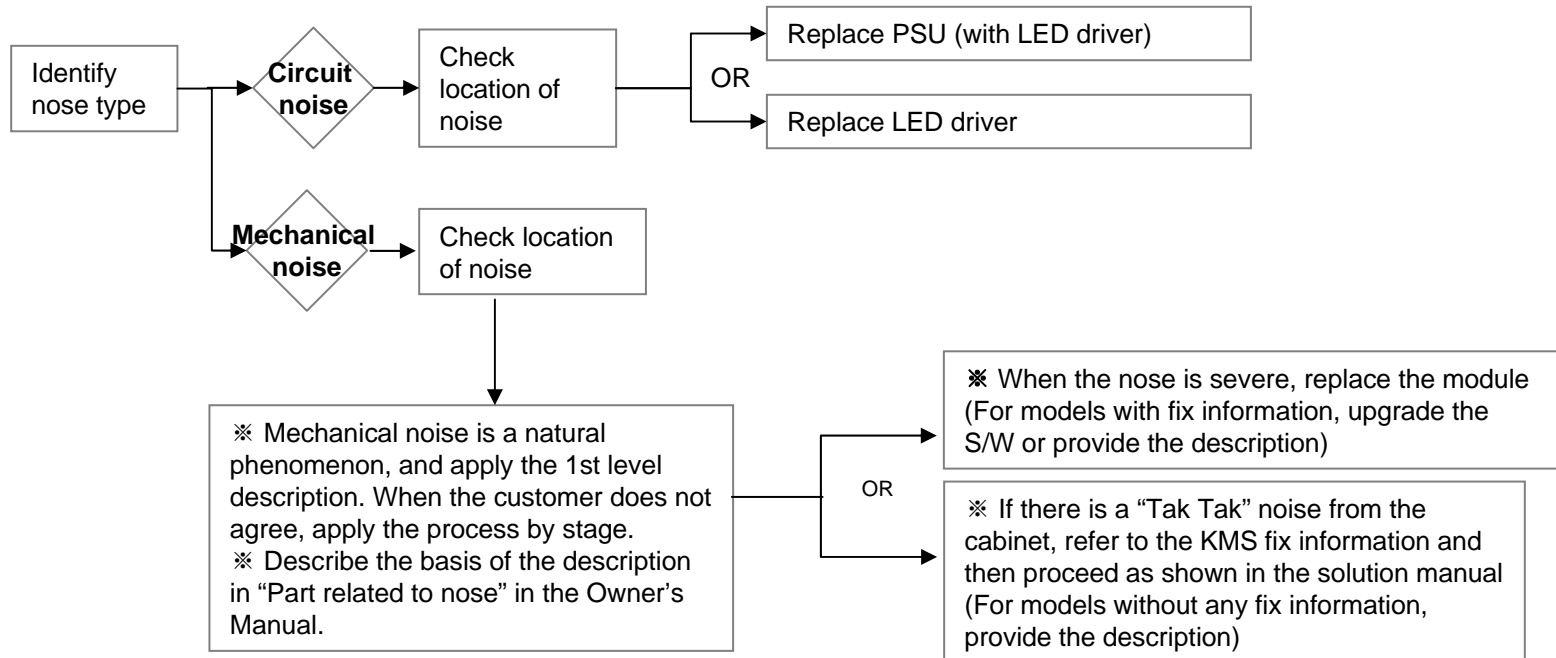 Identify
nose type
Circuit
noise
Check
location of
noise
Replace PSU (with LED driver)
OR
Replace LED driver
Mechanical
noise
Check location
of noise
※ Mechanical noise is a natural
phenomenon, and apply the 1st level
description. When the customer does not
agree, apply the process by stage.
※ Describe the basis of the description
in “Part related to nose” in the Owner’s
Manual.
OR
※ When the nose is severe, replace the module
(For models with fix information, upgrade the
S/W or provide the description)
※ If there is a “Tak Tak” noise from the
cabinet, refer to the KMS fix information and
then proceed as shown in the solution manual
(For models without any fix information,
provide the description)